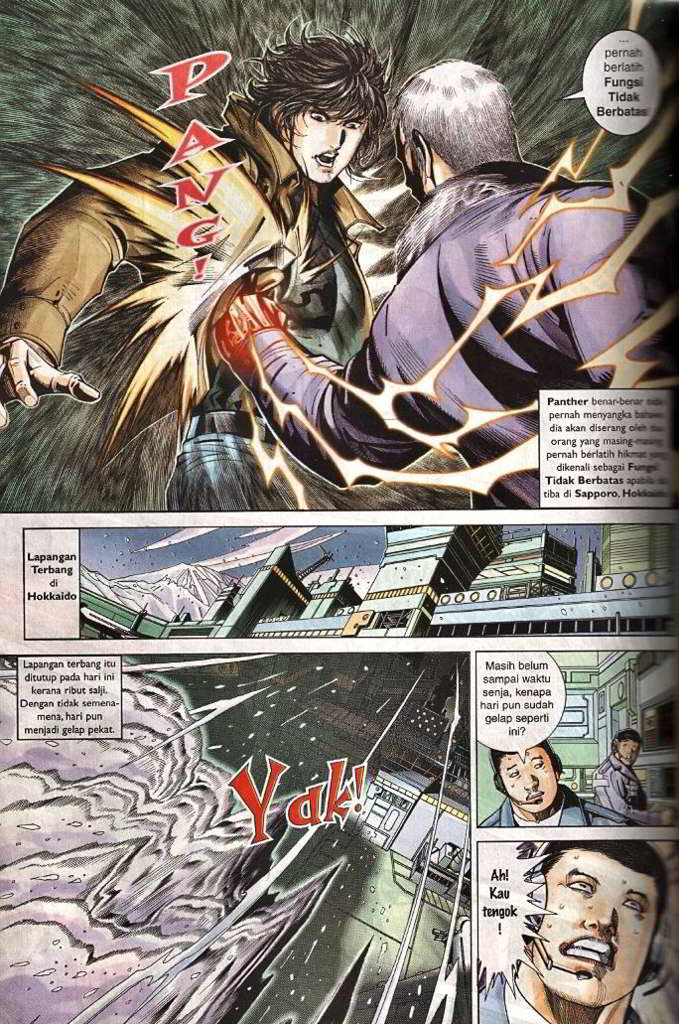 ...
pernah
berlatih
Fungsi
Tidak
Berbatas!
PANG!
Panther benar-benar tidak
pernah menyangka bahawa
dia akan diserang oleh dua
orang yang masing-masing
pernah berlatih hikmat yang
dikenali sebagai Fungsi
Tidak Berbatas apabila dia
tiba di Sapporo, Hokkaido.
Lapangan
Terbang
di
Hokkaido
Lapangan terbang itu
ditutup pada hari ini
kerana ribut salji.
Dengan tidak semena-
mena, hari pun
menjadi gelap pekat.
Yak!
Masih belum
sampai waktu
senja, kenapa
hari pun sudah
gelap seperti
ini?
Ah!
Kau
tengok
!